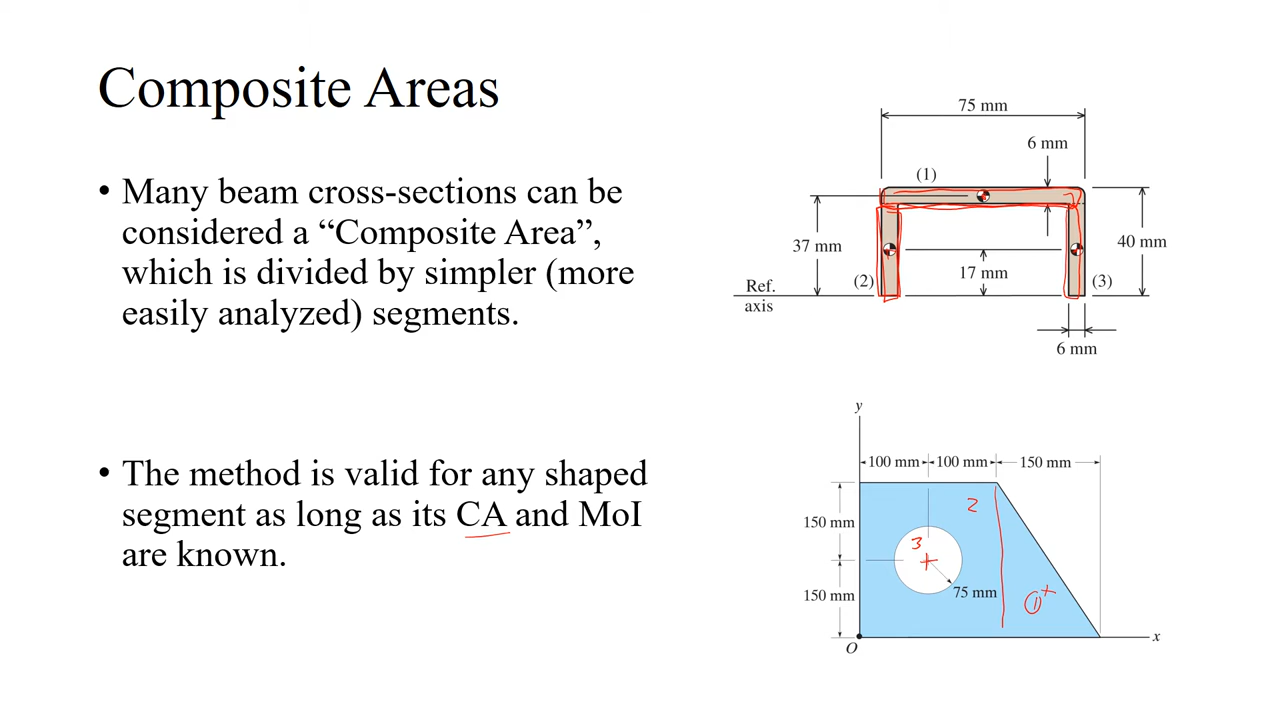 Composite Areas
• Many beam cross-sections can be
considered a “Composite Area”,
which is divided by simpler (more
easily analyzed) segments.
• The method is valid for any shaped
segment as long as its CA and MoI
are known.
75 mm
6 mm
(1)
37 mm
40 mm
17 mm
(2)
(3)
Ref.
axis
6 mm
y
100 mm
100 mm
150 mm
2
150 mm
3
150 mm
75 mm
1
O
x